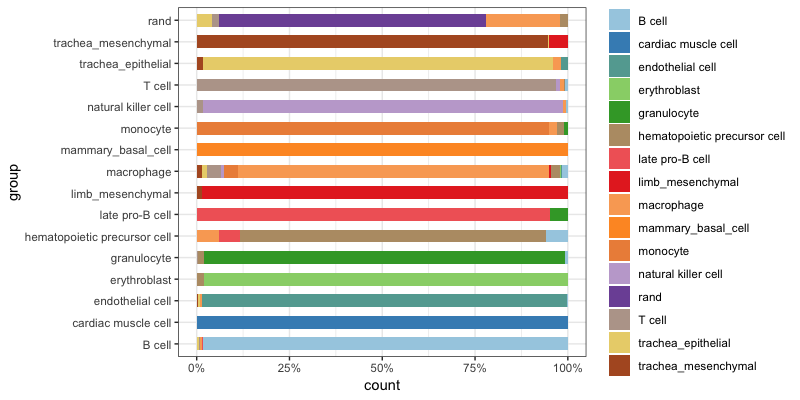 group
rand
trachea_mesenchymal
trachea_epithelial
T cell
natural killer cell
monocyte
mammary_basal_cell
macrophage
limb_mesenchymal
late pro-B cell
hematopoietic precursor cell
granulocyte
erythroblast
endothelial cell
cardiac muscle cell
B cell
0% 25% 50% 75% 100%
count
B cell
cardiac muscle cell
endothelial cell
erythroblast
granulocyte
hematopoietic precursor cell
late pro-B cell
limb_mesenchymal
macrophage
mammary_basal_cell
monocyte
natural killer cell
rand
T cell
trachea_epithelial
trachea_mesenchymal